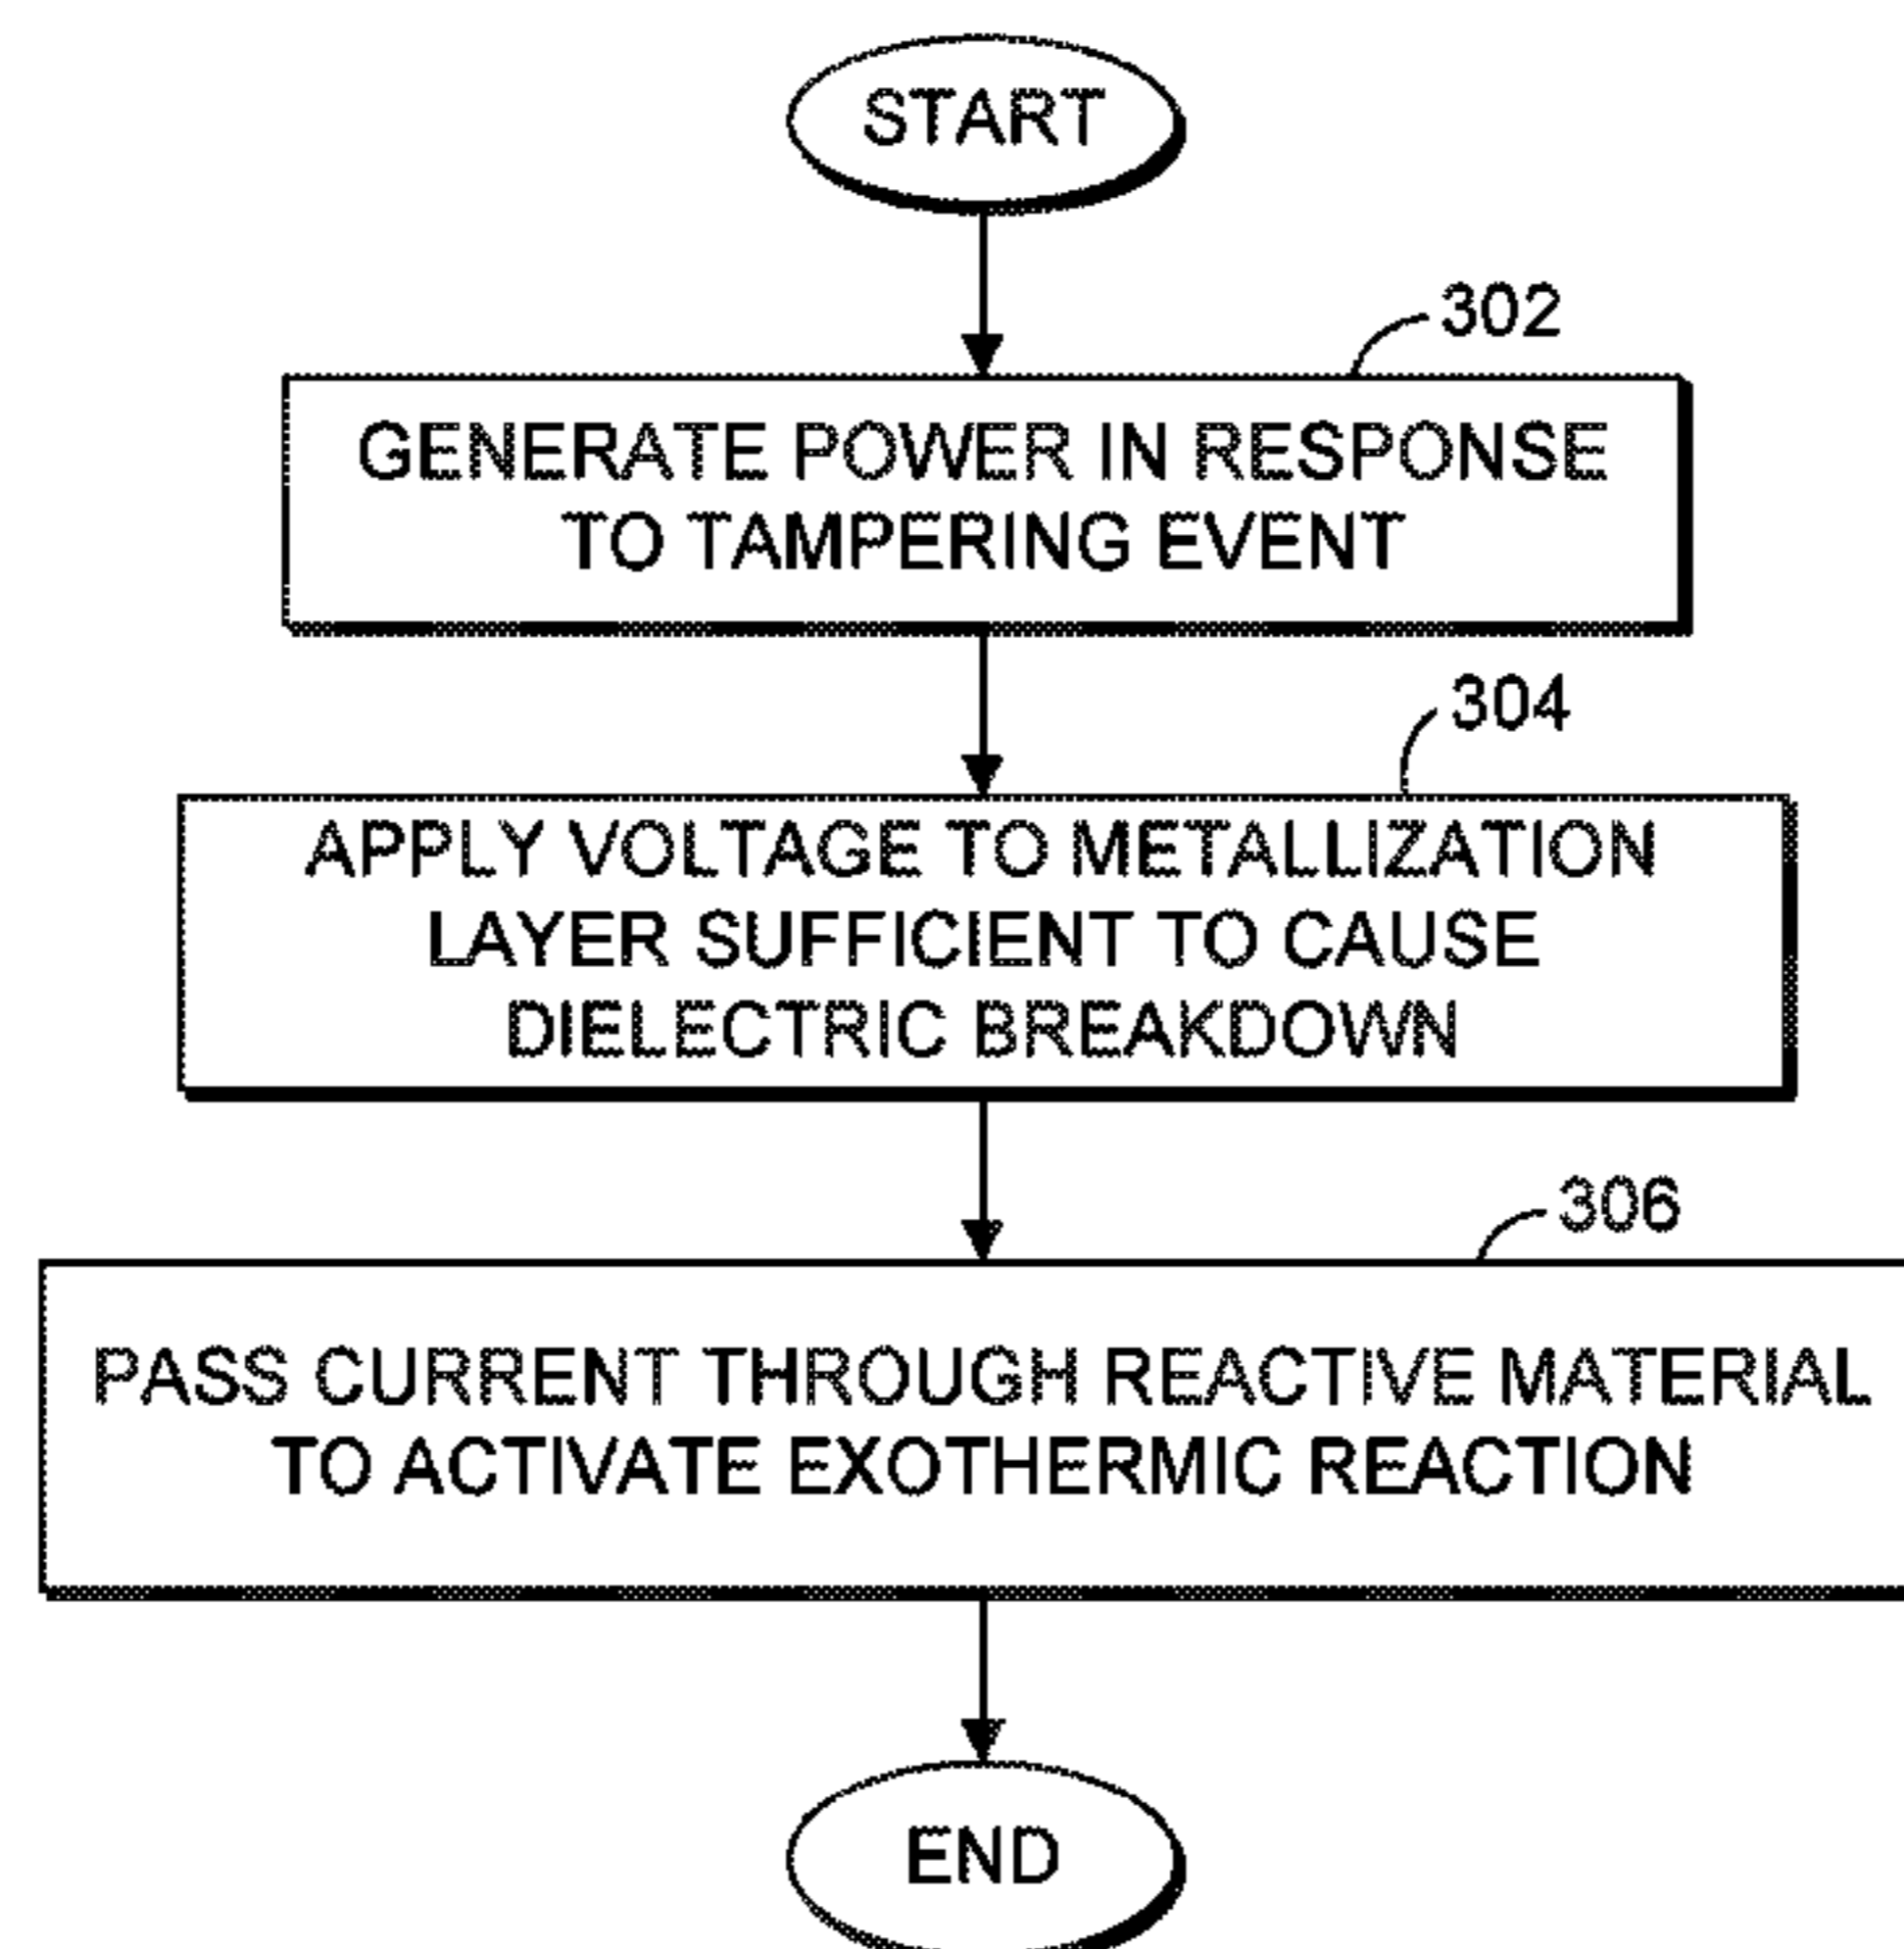 START
302
GENERATE POWER IN RESPONSE
TO TAMPERING EVENT
304
APPLY VOLTAGE TO METALLIZATION
LAYER SUFFICIENT TO CAUSE
DIELECTRIC BREAKDOWN
306
PASS CURRENT THROUGH REACTIVE MATERIAL
TO ACTIVATE EXOTHERMIC REACTION
END